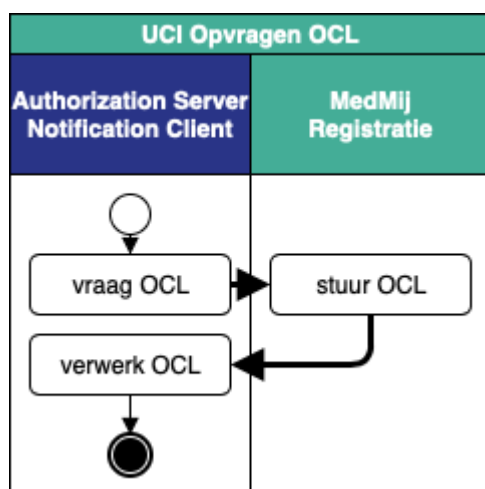 UCI Opvragen OCL
Authorization Server
Notification Client
MedMij
Registratie
vraag OCL
stuur OCL
verwerk OCL